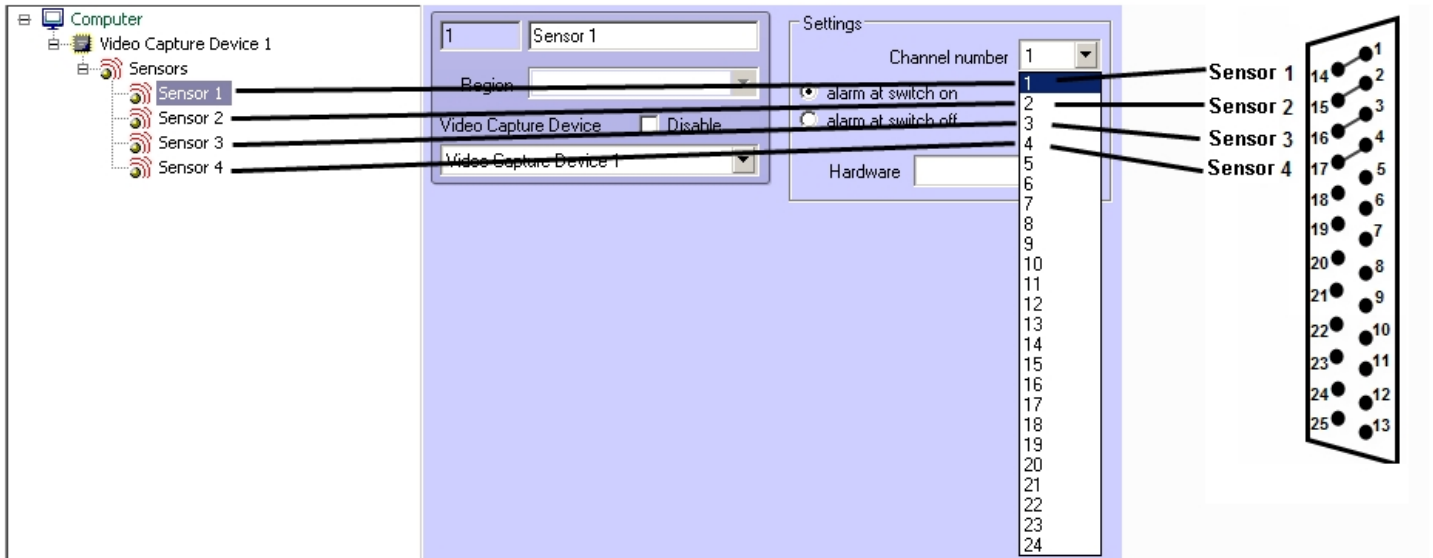 Computer
Video Capture Device 1
Sensors
Sensor 1
Sensor 2
Sensor 3
Sensor 4
1
Sensor 1
Region
Video Capture Device
Disable
Video Capture Device 1
Settings
Channel number
1
alarm at switch on
alarm at switch off
Hardware
1
2
3
4
5
6
7
8
9
10
11
12
13
14
15
16
17
18
19
20
21
22
23
24
Sensor 1
Sensor 2
Sensor 3
Sensor 4
1
14
2
15
3
16
4
17
5
18
6
19
7
20
8
21
9
22
10
23
11
24
12
25
13